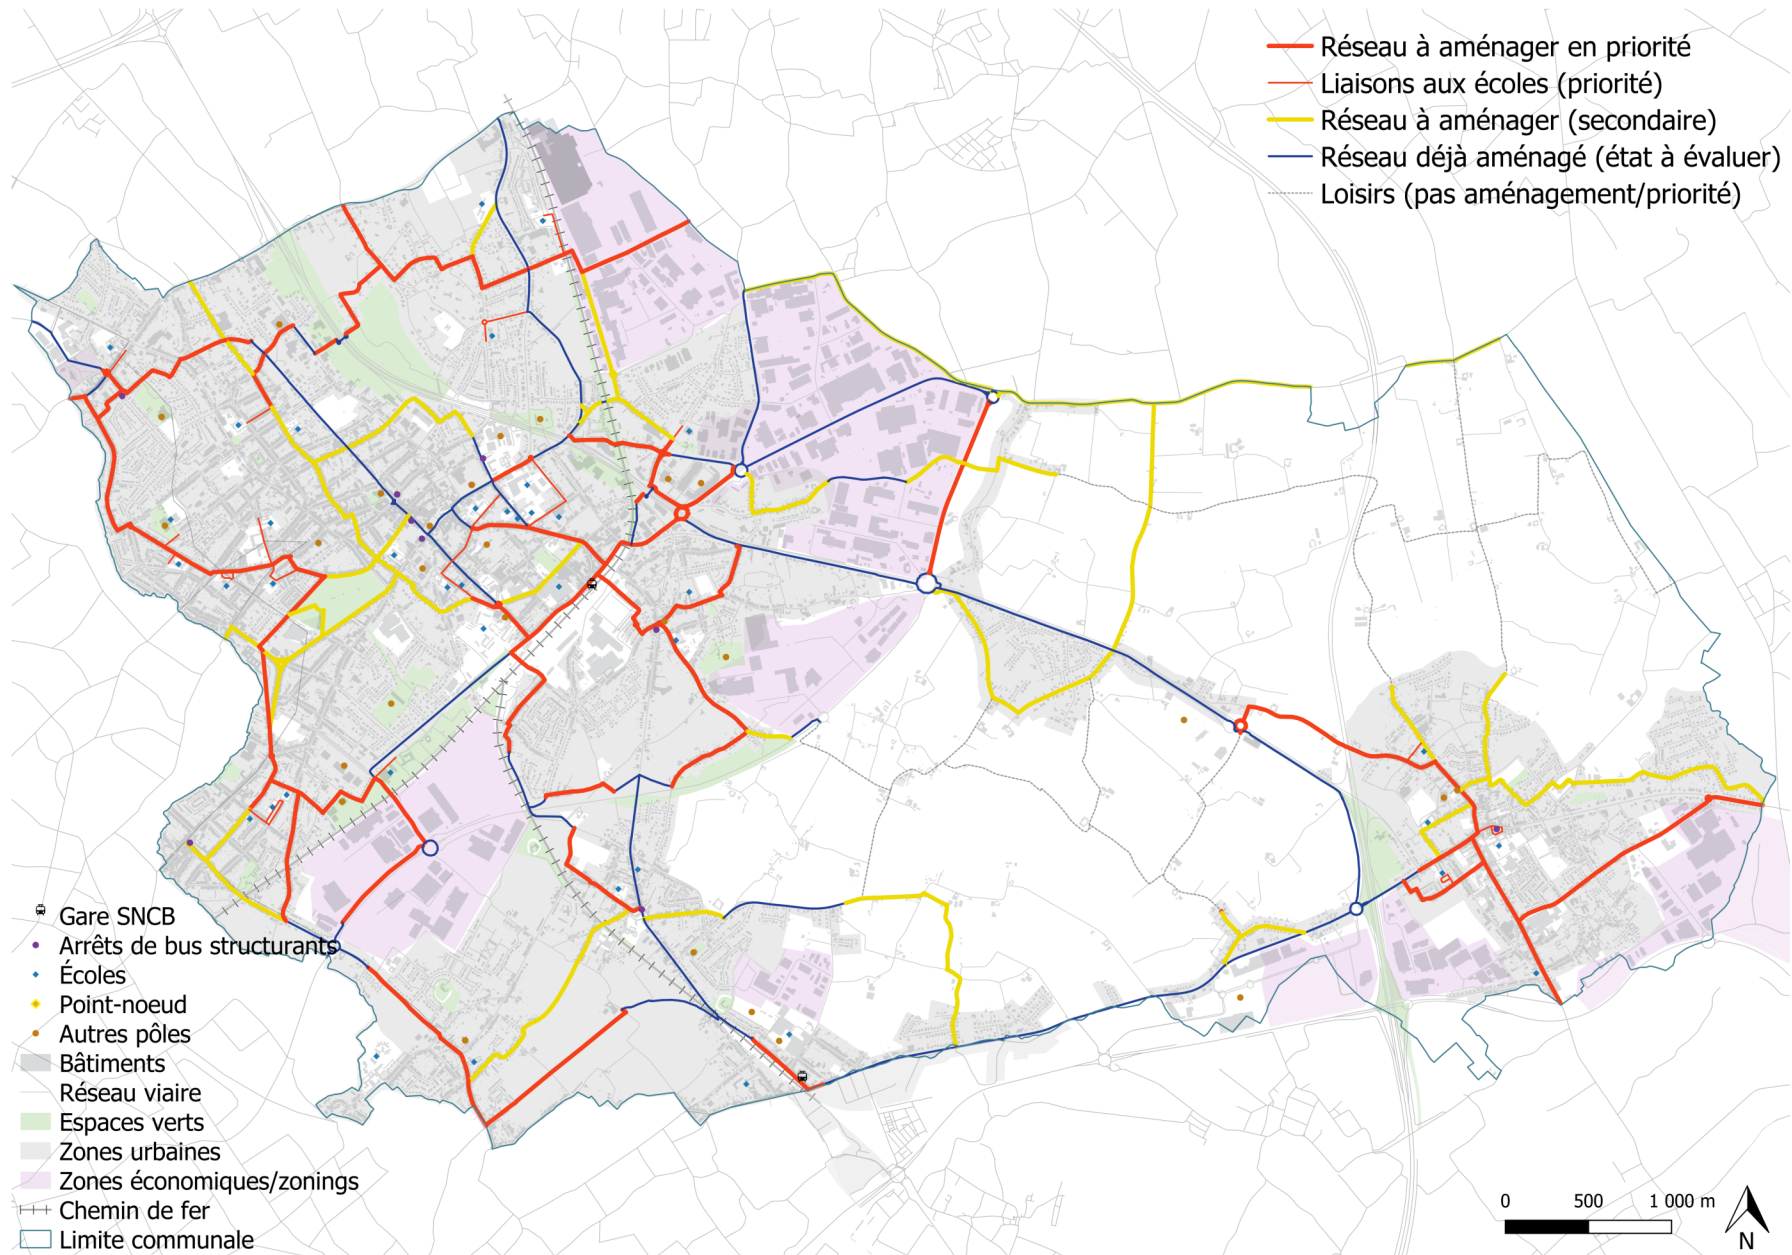 Réseau à aménager en priorité
Liaisons aux écoles (priorité)
Réseau à aménager (secondaire)
Réseau déjà aménagé (état à évaluer)
Loisirs (pas aménagement/priorité)
Gare SNCB
Arrêts de bus structurants
Écoles
Point-noeud
Autres pôles
Bâtiments
Réseau viaire
Espaces verts
Zones urbaines
Zones économiques/zonings
Chemin de fer
Limite communale
0 500 1 000 m
N